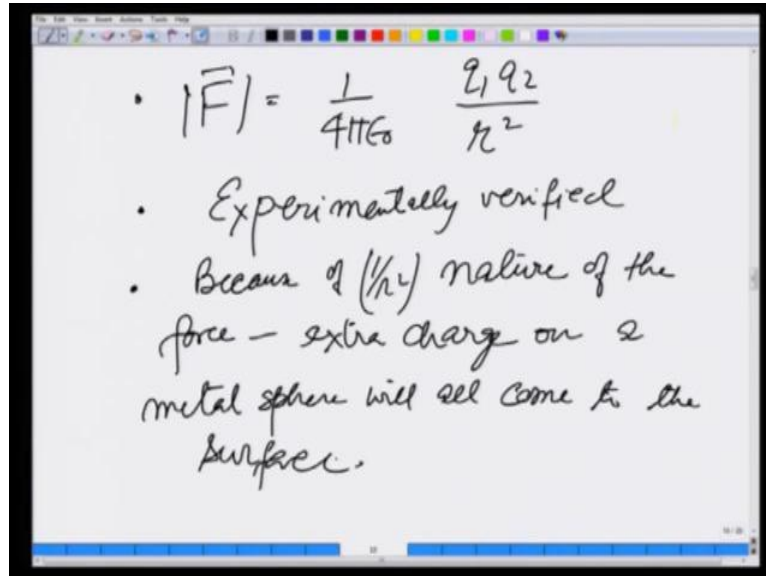 • |F⃗| = 1/4πε₀ q₁q₂/r²
• Experimentally verified
• Because of (1/r²) nature of the
force – extra charge on a
metal sphere will all come to the
surface.